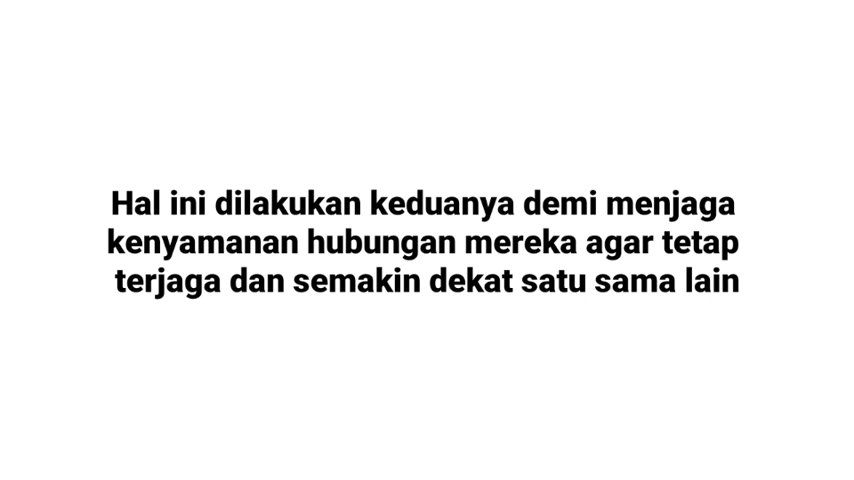 Hal ini dilakukan keduanya demi menjaga
kenyamanan hubungan mereka agar tetap
terjaga dan semakin dekat satu sama lain